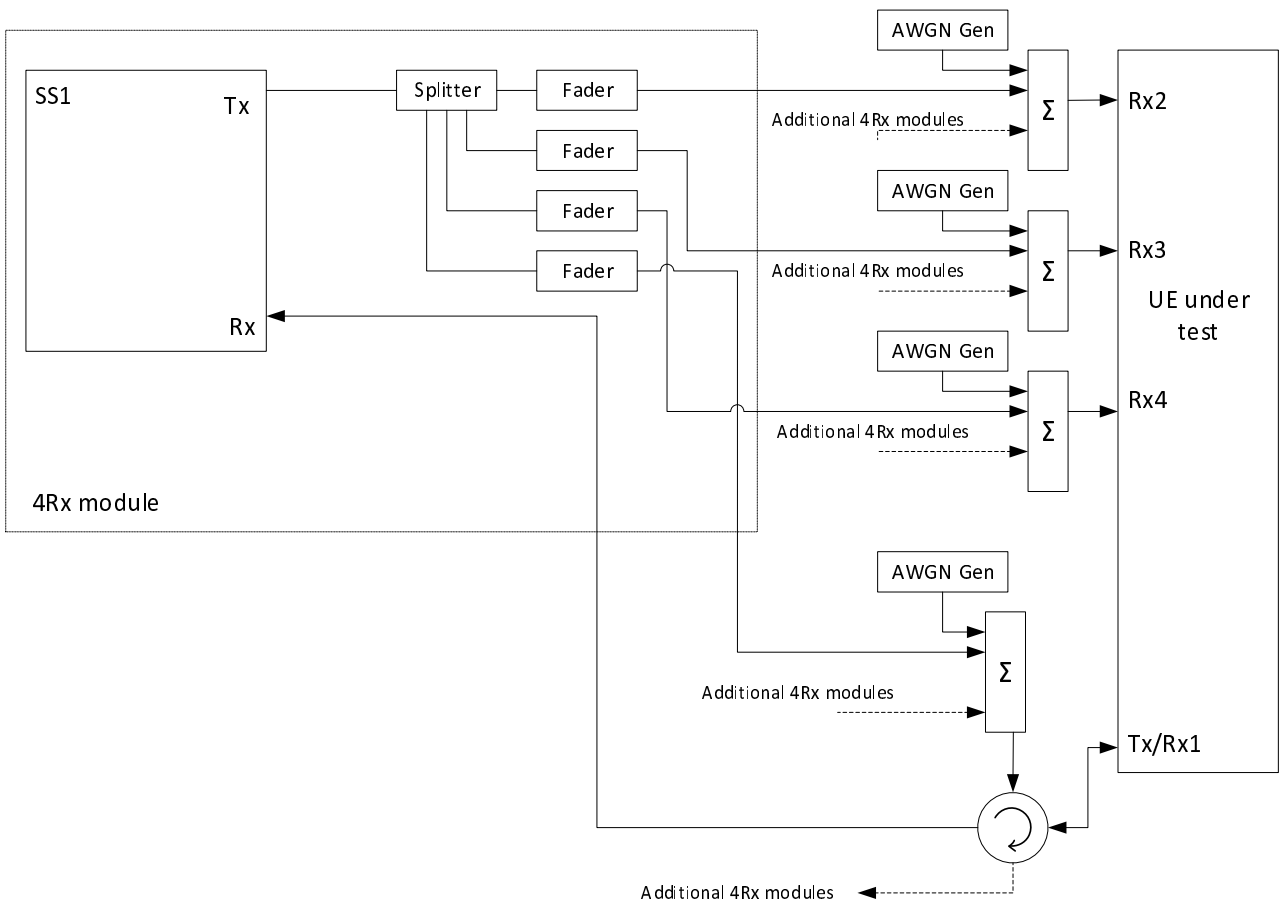 AWGN Gen
SS1
Tx
Splitter
Fader
Σ
Rx2
Additional 4Rx modules
Fader
AWGN Gen
Fader
Rx3
Fader
Additional 4Rx modules
Σ
UE under
test
Rx
AWGN Gen
Rx4
Additional 4Rx modules
Σ
4Rx module
AWGN Gen
Σ
Additional 4Rx modules
Tx/Rx1
Additional 4Rx modules